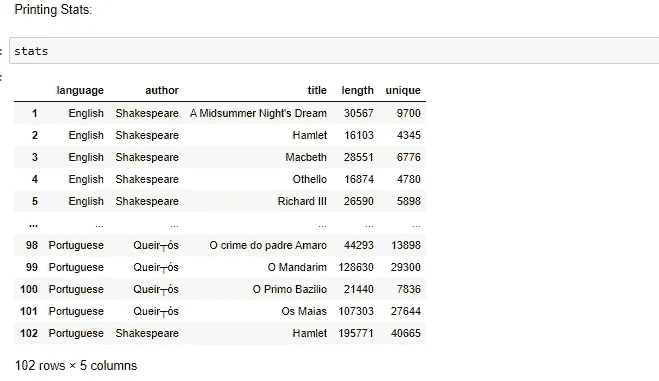 Printing Stats:
stats
language author title length unique
1 English Shakespeare A Midsummer Night's Dream 30567 9700
2 English Shakespeare Hamlet 16103 4345
3 English Shakespeare Macbeth 28551 6776
4 English Shakespeare Othello 16874 4780
5 English Shakespeare Richard III 26590 5898
... ... ... ... ... ...
98 Portuguese Queir┬ós O crime do padre Amaro 44293 13898
99 Portuguese Queir┬ós O Mandarim 128630 29300
100 Portuguese Queir┬ós O Primo Bazilio 21440 7836
101 Portuguese Queir┬ós Os Maias 107303 27644
102 Portuguese Shakespeare Hamlet 195771 40665
102 rows × 5 columns